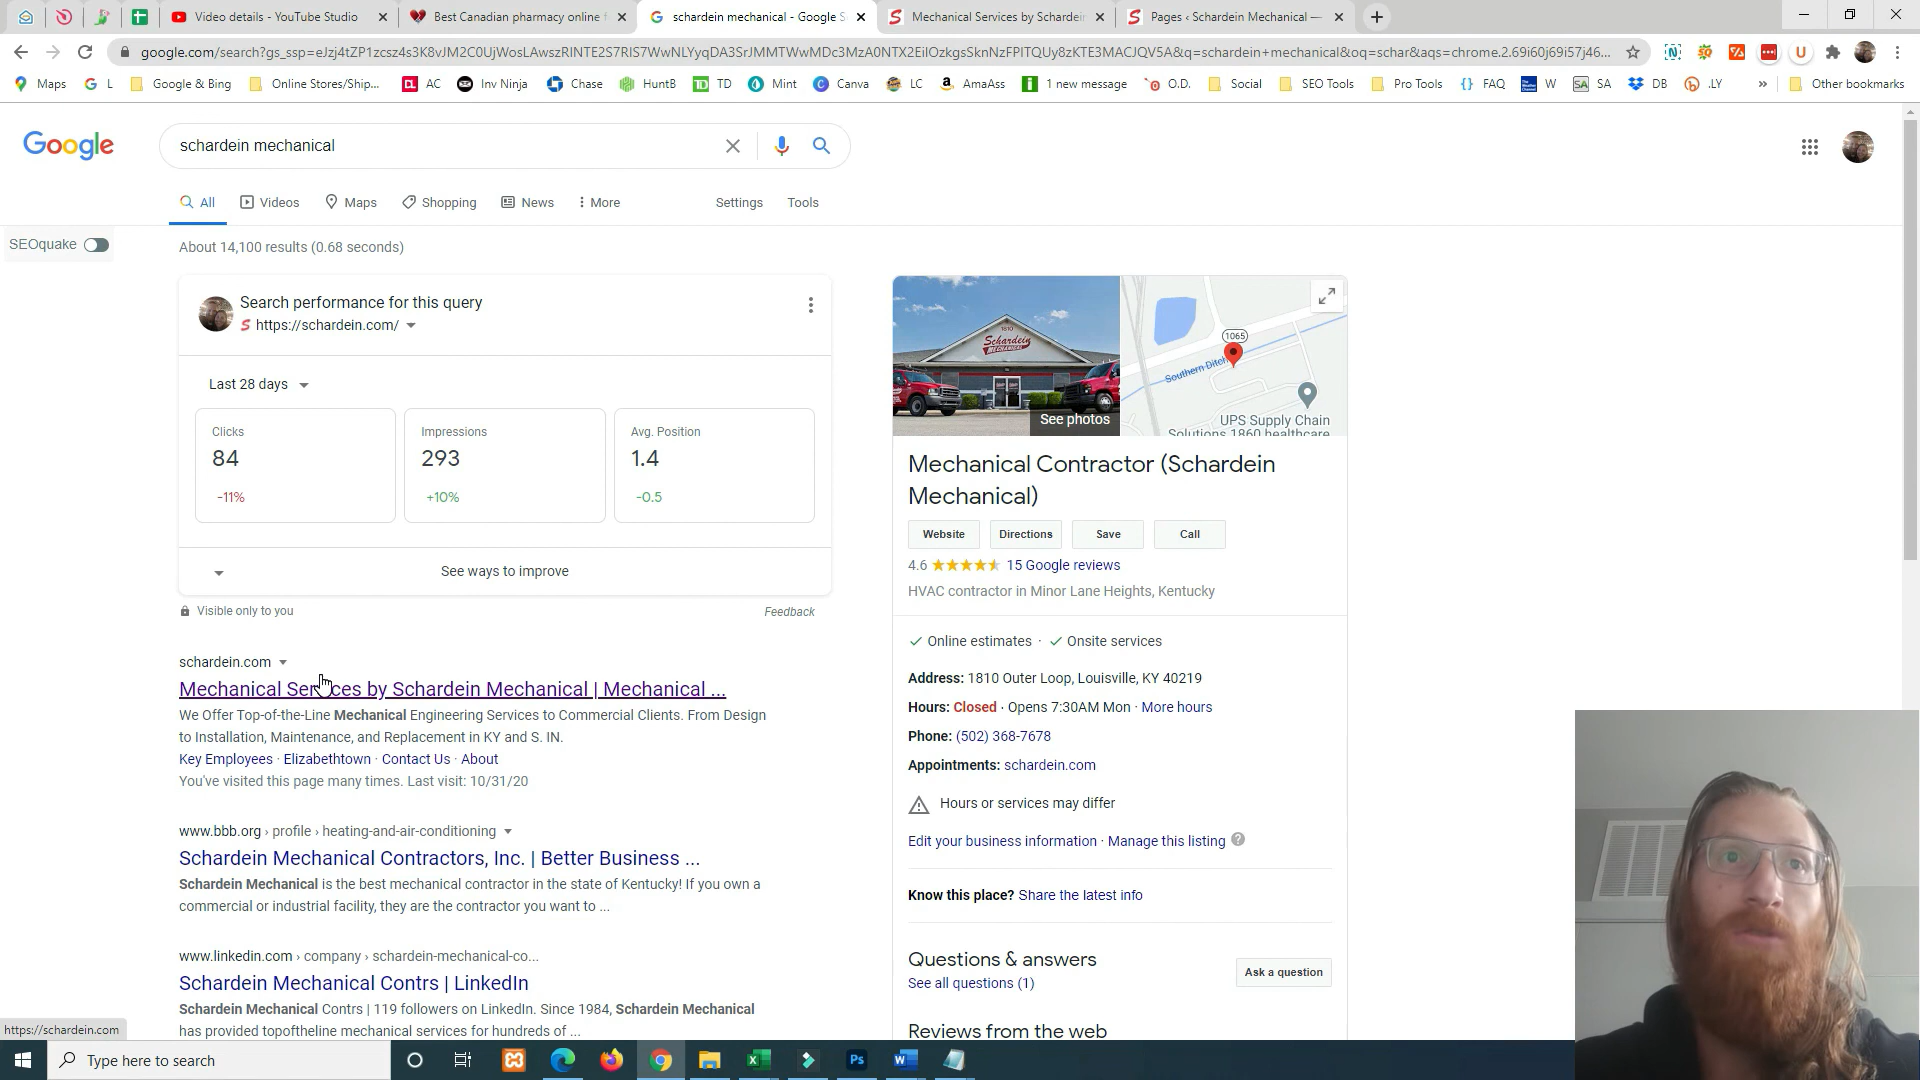 Video details - YouTube Studio
Best Canadian pharmacy online f
schardein mechanical - Google S
Mechanical Services by Schardein
Pages ‹ Schardein Mechanical —
Maps
L
Google & Bing
Online Stores/Ship...
AC
Inv Ninja
Chase
HuntB
TD
Mint
Canva
LC
AmaAss
1 new message
O.D.
Social
SEO Tools
Pro Tools
FAQ
W
SA
DB
.LY
»
Other bookmarks
Google
schardein mechanical
All
Videos
Maps
Shopping
News
More
Settings
Tools
SEOquake
About 14,100 results (0.68 seconds)
Search performance for this query
https://schardein.com/
Last 28 days
Clicks
84
-11%
Impressions
293
+10%
Avg. Position
1.4
-0.5
See ways to improve
Visible only to you
Feedback
schardein.com
Mechanical Services by Schardein Mechanical | Mechanical ...
We Offer Top-of-the-Line Mechanical Engineering Services to Commercial Clients. From Design
to Installation, Maintenance, and Replacement in KY and S. IN.
Key Employees · Elizabethtown · Contact Us · About
You've visited this page many times. Last visit: 10/31/20
www.bbb.org › profile › heating-and-air-conditioning
Schardein Mechanical Contractors, Inc. | Better Business ...
Schardein Mechanical is the best mechanical contractor in the state of Kentucky! If you own a
commercial or industrial facility, they are the contractor you want to ...
www.linkedin.com › company › schardein-mechanical-co...
Schardein Mechanical Contrs | LinkedIn
Schardein Mechanical Contrs | 119 followers on LinkedIn. Since 1984, Schardein Mechanical
has provided topoftheline mechanical services for hundreds of ...
https://schardein.com
1810
Schardein
MECHANICAL
See photos
1065
Southern Ditch
UPS Supply Chain
Solutions 1860 healthcare
Mechanical Contractor (Schardein
Mechanical)
Website
Directions
Save
Call
4.6
15 Google reviews
HVAC contractor in Minor Lane Heights, Kentucky
Online estimates · Onsite services
Address: 1810 Outer Loop, Louisville, KY 40219
Hours: Closed · Opens 7:30AM Mon · More hours
Phone: (502) 368-7678
Appointments: schardein.com
Hours or services may differ
Edit your business information · Manage this listing
Know this place? Share the latest info
Questions & answers
See all questions (1)
Ask a question
Reviews from the web
Type here to search